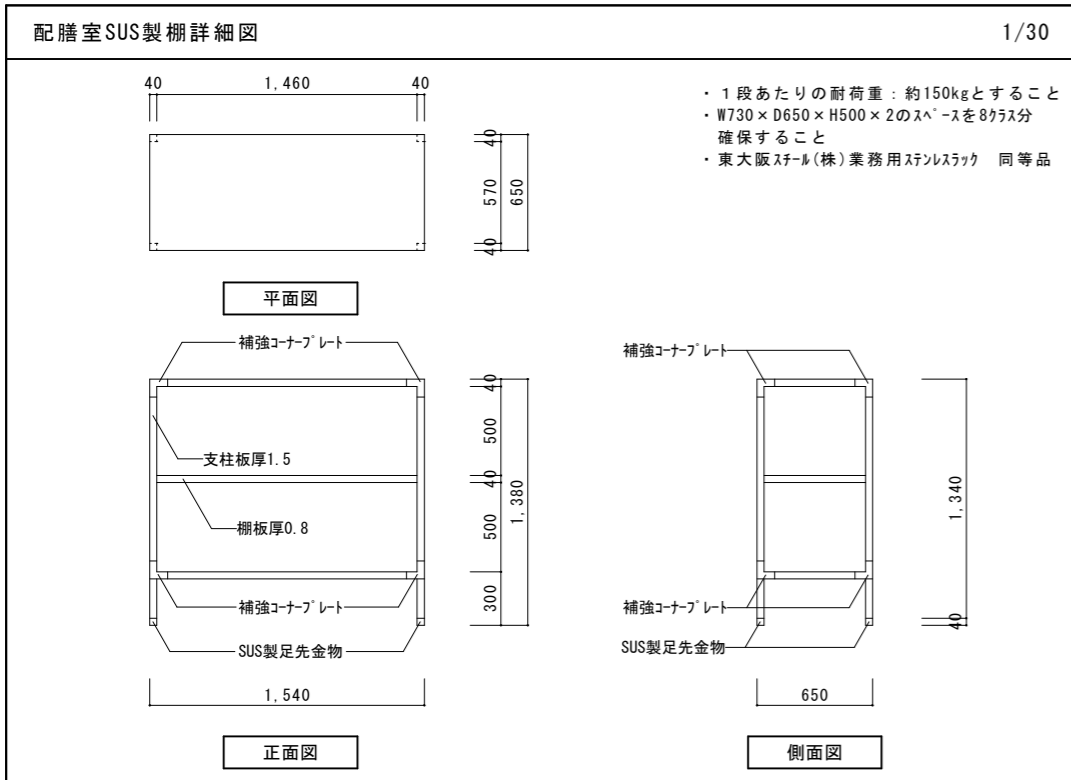 配膳室SUS製棚詳細図
1/30
40
1,460
40
・１段あたりの耐荷重：約150kgとすること
・W730×D650×H500×2のｽﾍﾟｰｽを8ｸﾗｽ分
確保すること
・東大阪ｽﾁｰﾙ(株)業務用ｽﾃﾝﾚｽﾗｯｸ　同等品
40
570
650
40
平面図
補強ｺｰﾅｰﾌﾟﾚｰﾄ
支柱板厚1.5
棚板厚0.8
補強ｺｰﾅｰﾌﾟﾚｰﾄ
SUS製足先金物
40
500
40
500
300
1,380
1,540
正面図
補強ｺｰﾅｰﾌﾟﾚｰﾄ
補強ｺｰﾅｰﾌﾟﾚｰﾄ
SUS製足先金物
1,340
40
650
側面図